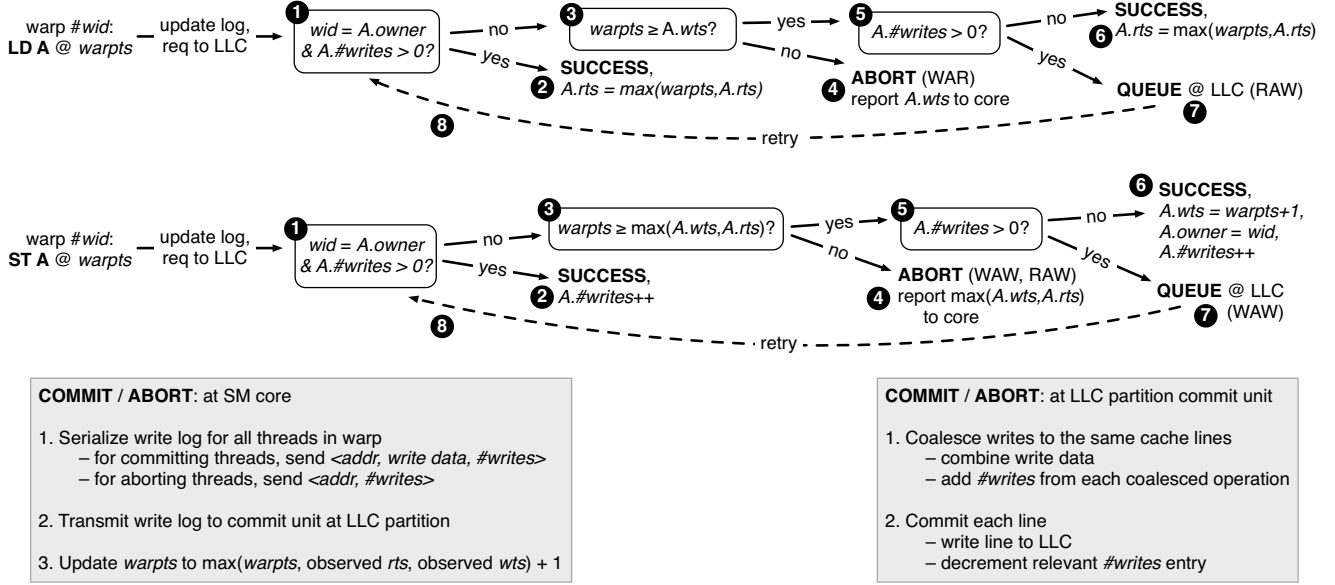 warp #wid:
LD A @ warpts
update log,
req to LLC
1
wid = A.owner
& A.#writes > 0?
no
yes
2
SUCCESS,
A.rts = max(warpts,A.rts)
3
warpts ≥ A.wts?
yes
no
4
ABORT (WAR)
report A.wts to core
5
A.#writes > 0?
no
yes
6
SUCCESS,
A.rts = max(warpts,A.rts)
QUEUE @ LLC (RAW)
7
8
retry
warp #wid:
ST A @ warpts
update log,
req to LLC
1
wid = A.owner
& A.#writes > 0?
no
yes
2
SUCCESS,
A.#writes++
3
warpts ≥ max(A.wts,A.rts)?
yes
no
4
ABORT (WAW, RAW)
report max(A.wts,A.rts)
to core
5
A.#writes > 0?
no
yes
6
SUCCESS,
A.wts = warpts+1,
A.owner = wid,
A.#writes++
QUEUE @ LLC
(WAW)
7
8
retry
COMMIT / ABORT: at SM core
1. Serialize write log for all threads in warp
– for committing threads, send <addr, write data, #writes>
– for aborting threads, send <addr, #writes>
2. Transmit write log to commit unit at LLC partition
3. Update warpts to max(warpts, observed rts, observed wts) + 1
COMMIT / ABORT: at LLC partition commit unit
1. Coalesce writes to the same cache lines
– combine write data
– add #writes from each coalesced operation
2. Commit each line
– write line to LLC
– decrement relevant #writes entry